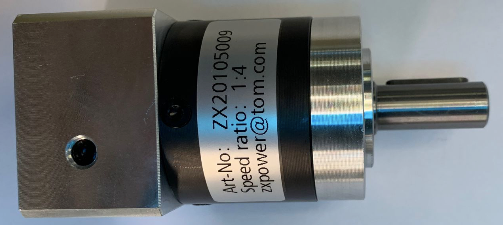 Art-No: ZX20105009
Speed ratio: 1:4
zxpower@tom.com